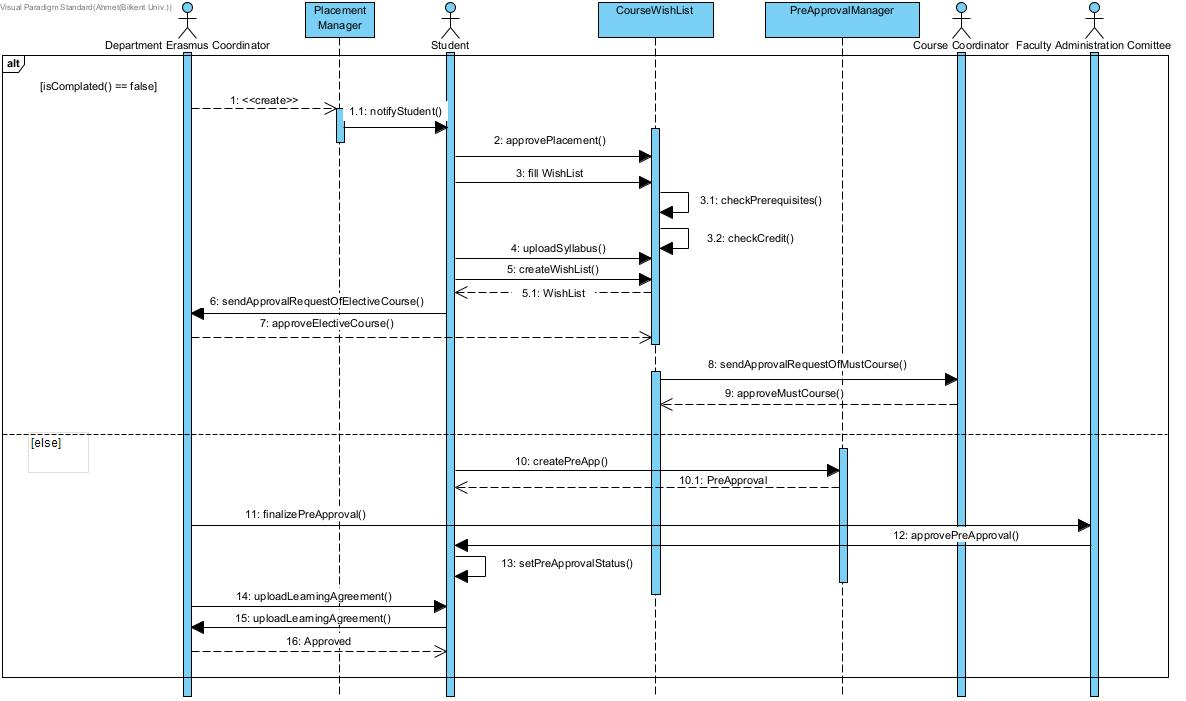 Visual Paradigm Standard(Ahmet(Bilkent Univ.))
Placement
Manager
CourseWishList
PreApprovalManager
Department Erasmus Coordinator
Student
Course Coordinator
Faculty Administration Comittee
alt
[isComplated() == false]
1: <<create>>
1.1: notifyStudent()
2: approvePlacement()
3: fill WishList
3.1: checkPrerequisites()
3.2: checkCredit()
4: uploadSyllabus()
5: createWishList()
5.1: WishList
6: sendApprovalRequestOfElectiveCourse()
7: approveElectiveCourse()
8: sendApprovalRequestOfMustCourse()
9: approveMustCourse()
[else]
10: createPreApp()
10.1: PreApproval
11: finalizePreApproval()
12: approvePreApproval()
13: setPreApprovalStatus()
14: uploadLearningAgreement()
15: uploadLearningAgreement()
16: Approved